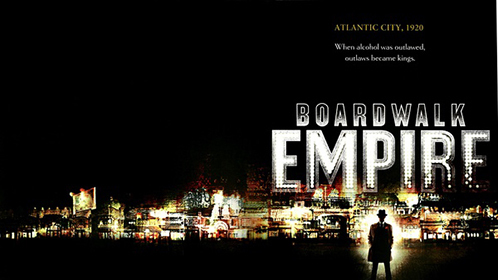 ATLANTIC CITY, 1920
When alcohol was outlawed,
outlaws became kings.
BOARDWALK
EMPIRE